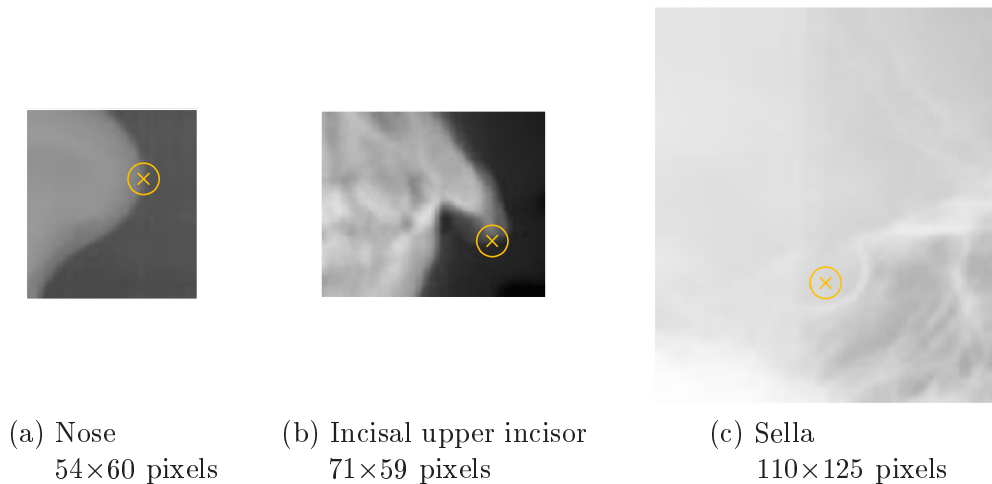 (a) Nose
54×60 pixels
(b) Incisal upper incisor
71×59 pixels
(c) Sella
110×125 pixels